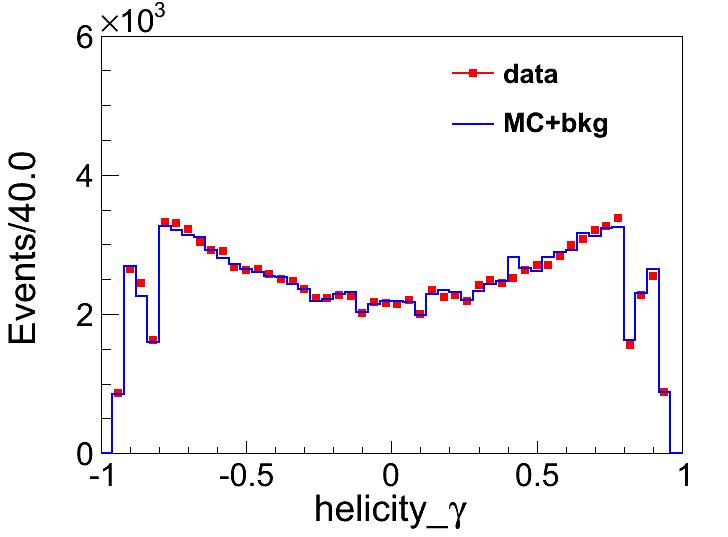 ×10³
6
4
2
0
Events/40.0
data
MC+bkg
-1
-0.5
0
0.5
1
helicity_γ